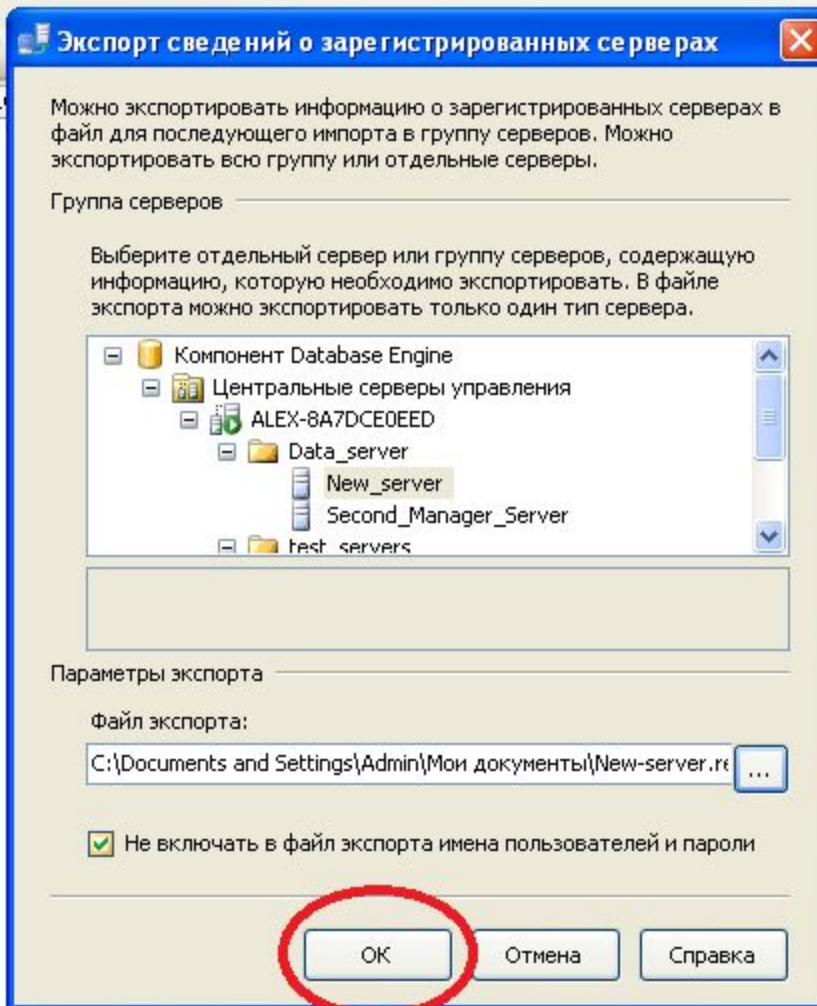 Экспорт сведений о зарегистрированных серверах
Можно экспортировать информацию о зарегистрированных серверах в
файл для последующего импорта в группу серверов. Можно
экспортировать всю группу или отдельные серверы.
Группа серверов
Выберите отдельный сервер или группу серверов, содержащую
информацию, которую необходимо экспортировать. В файле
экспорта можно экспортировать только один тип сервера.
Компонент Database Engine
Центральные серверы управления
ALEX-8A7DCE0EED
Data_server
New_server
Second_Manager_Server
test_servers
Параметры экспорта
Файл экспорта:
C:\Documents and Settings\Admin\Мои документы\New-server.re
...
Не включать в файл экспорта имена пользователей и пароли
ОК Отмена Справка